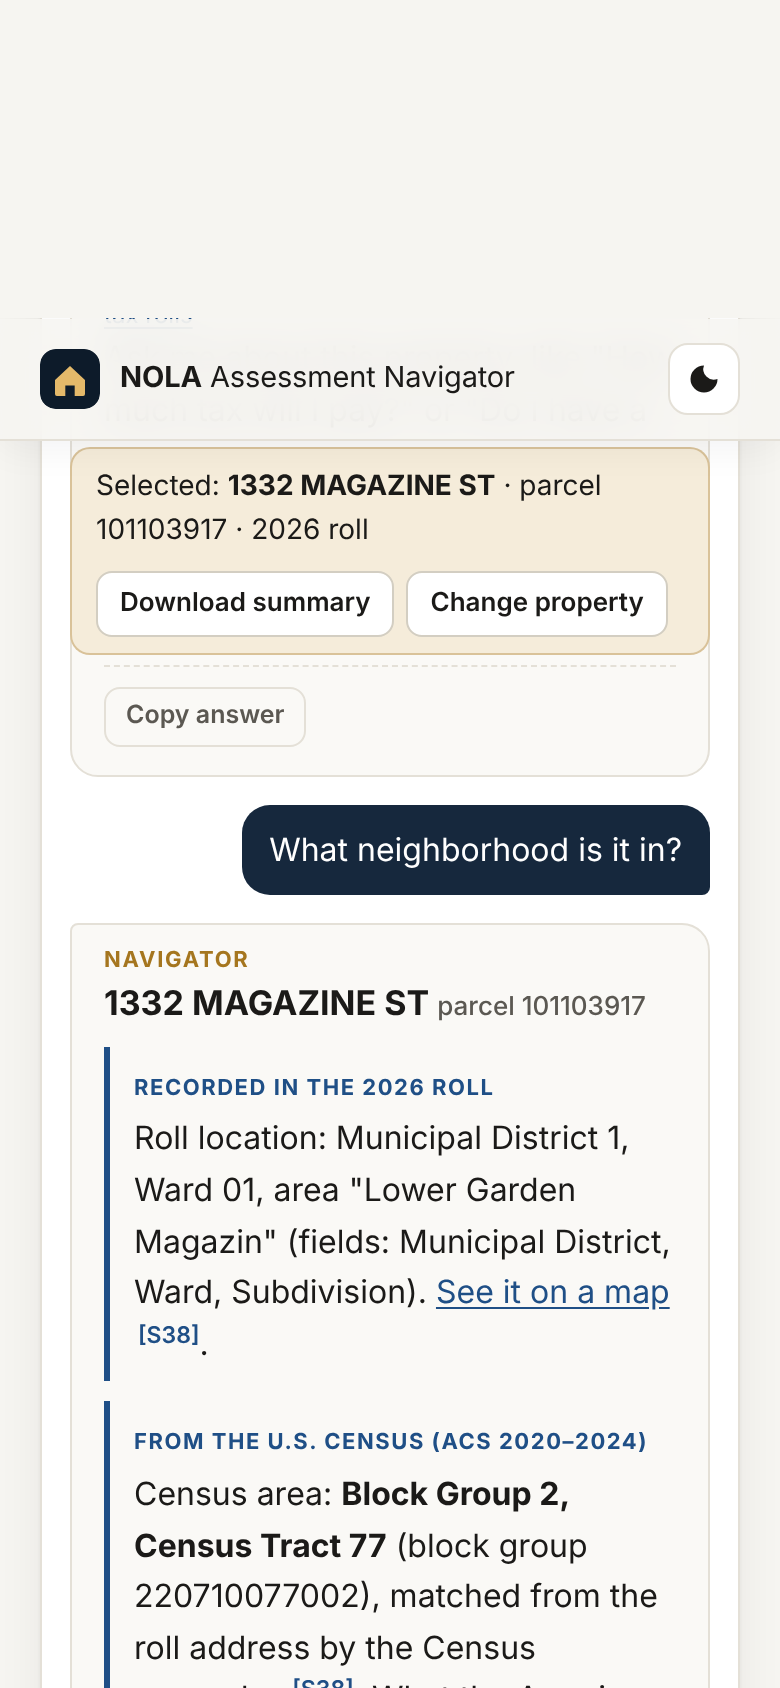 NOLA Assessment Navigator
Selected: 1332 MAGAZINE ST · parcel
101103917 · 2026 roll
Download summary
Change property
Copy answer
What neighborhood is it in?
NAVIGATOR
1332 MAGAZINE ST parcel 101103917
RECORDED IN THE 2026 ROLL
Roll location: Municipal District 1,
Ward 01, area "Lower Garden
Magazin" (fields: Municipal District,
Ward, Subdivision). See it on a map
[S38].
FROM THE U.S. CENSUS (ACS 2020–2024)
Census area: Block Group 2,
Census Tract 77 (block group
220710077002), matched from the
roll address by the Census
[S38]